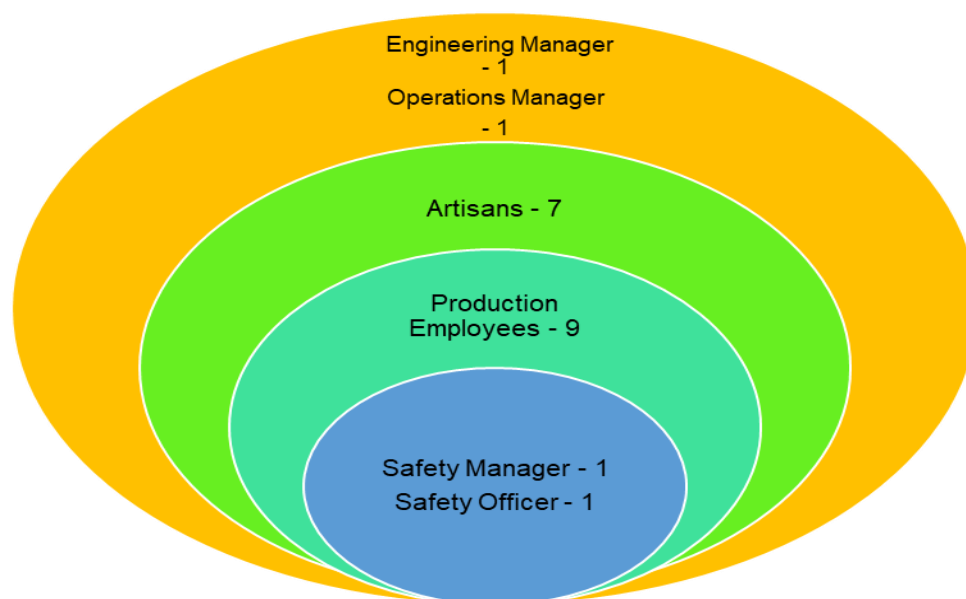 Engineering Manager
- 1
Operations Manager
- 1
Artisans - 7
Production
Employees - 9
Safety Manager - 1
Safety Officer - 1